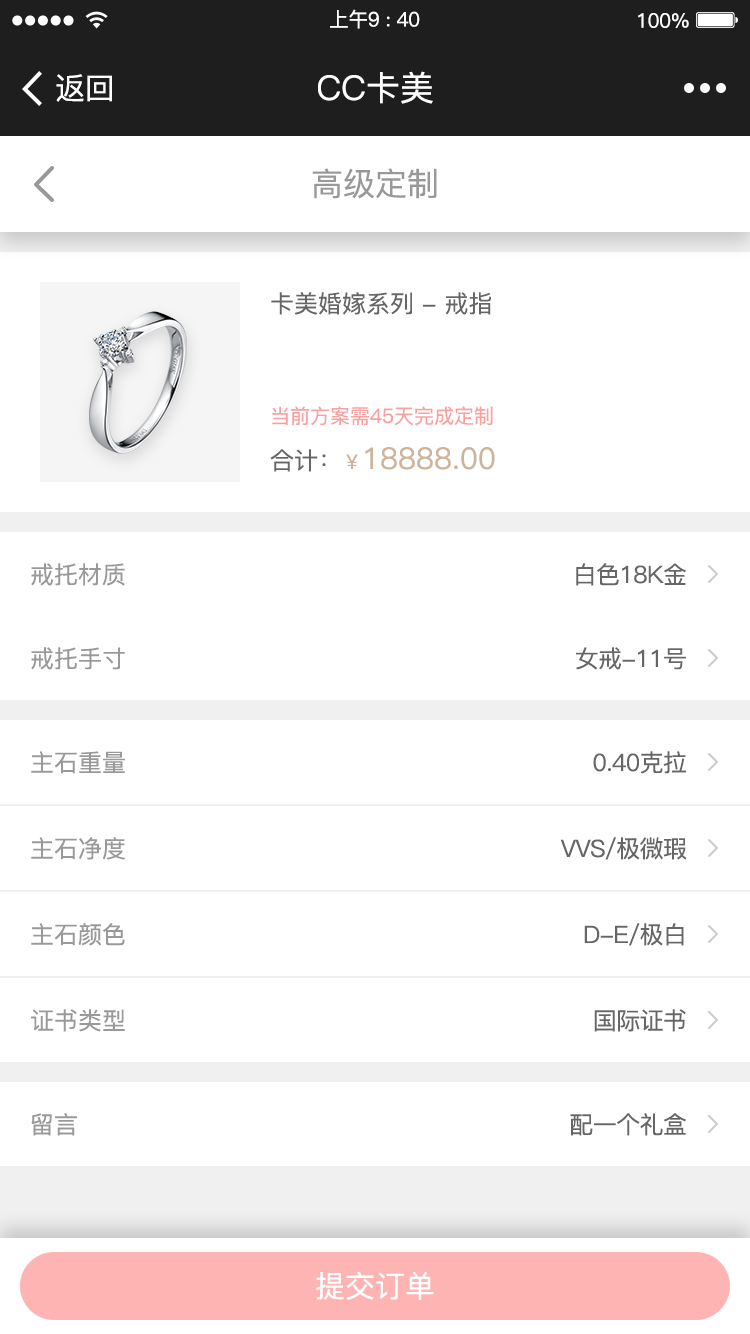 上午9 : 40
100%
返回
CC卡美
高级定制
卡美婚嫁系列 – 戒指
当前方案需45天完成定制
合计： ¥18888.00
戒托材质 白色18K金
戒托手寸 女戒–11号
主石重量 0.40克拉
主石净度 VVS/极微瑕
主石颜色 D–E/极白
证书类型 国际证书
留言 配一个礼盒
提交订单